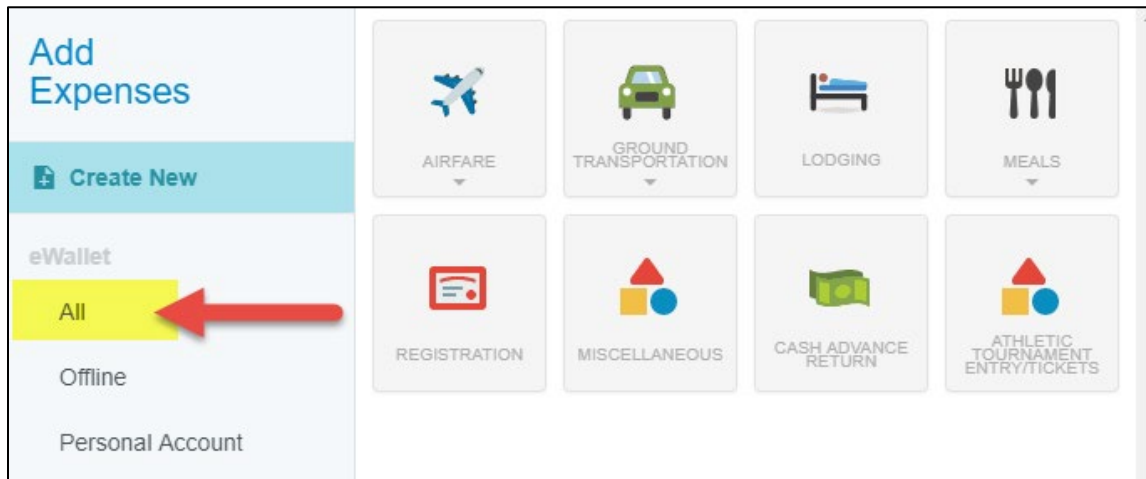 Add
Expenses
Create New
eWallet
All
Offline
Personal Account
AIRFARE
GROUND
TRANSPORTATION
LODGING
MEALS
REGISTRATION
MISCELLANEOUS
CASH ADVANCE
RETURN
ATHLETIC
TOURNAMENT
ENTRY/TICKETS